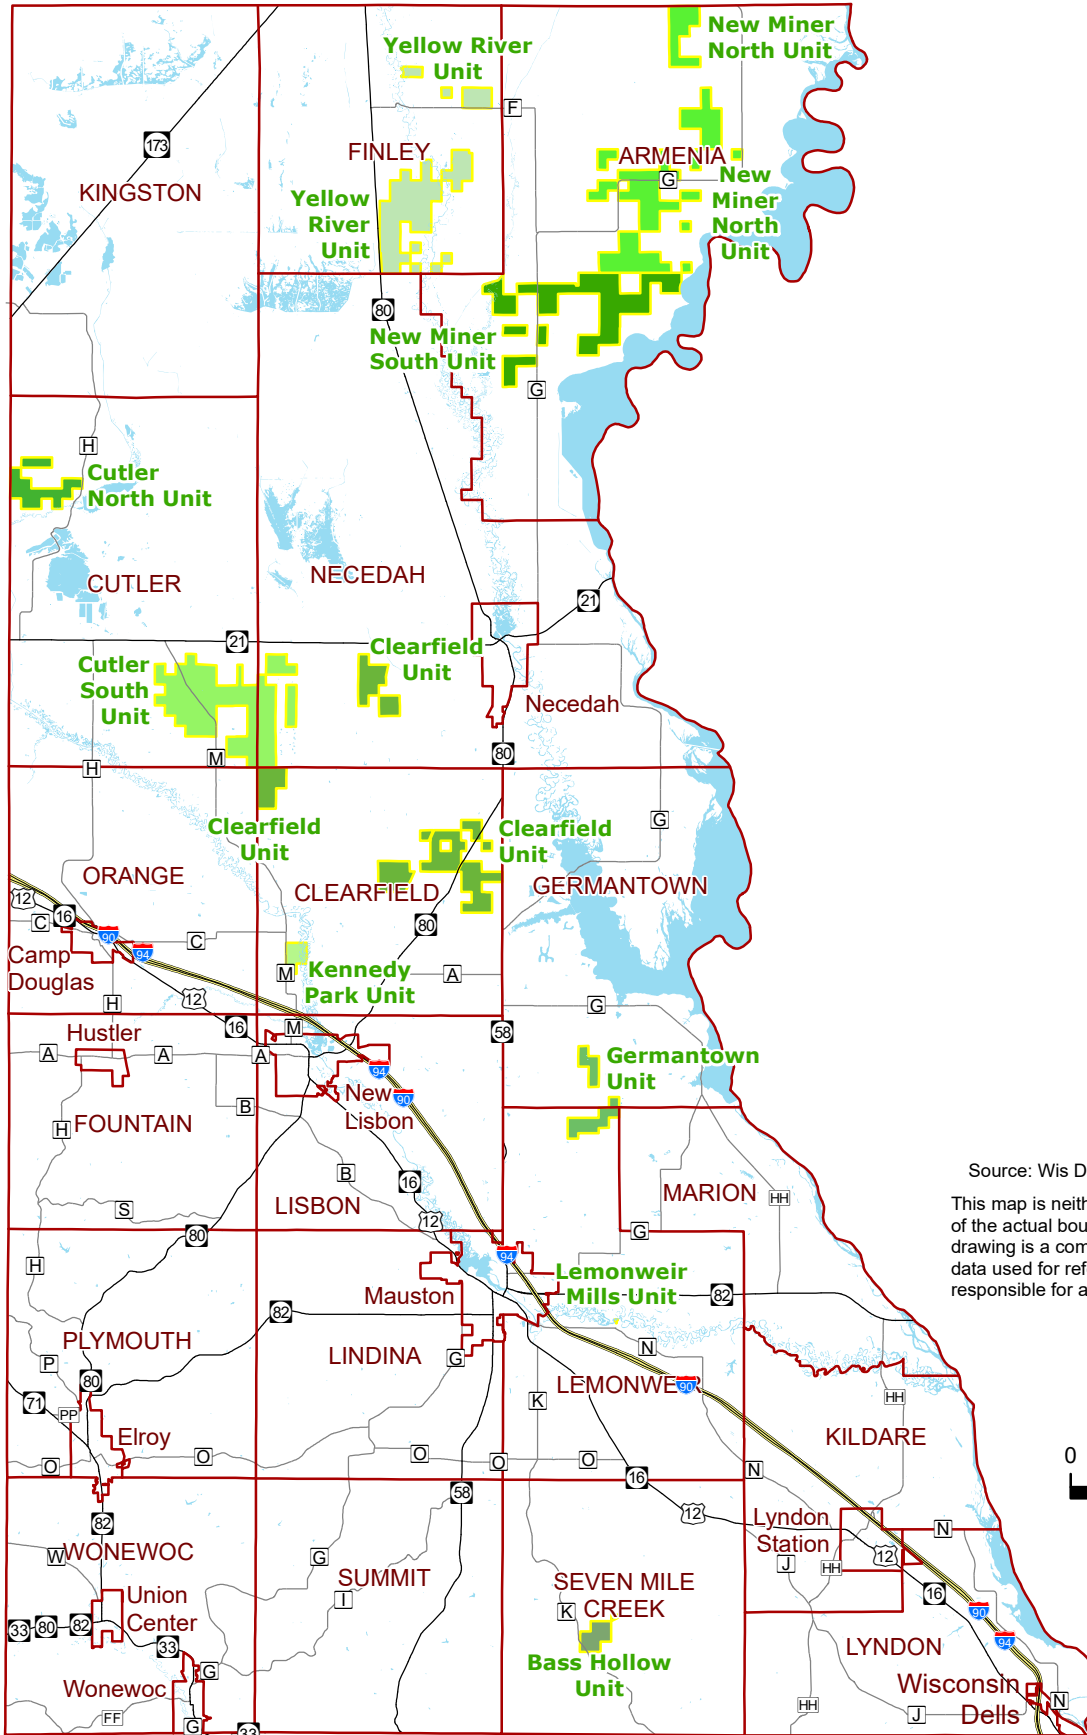 New Miner
North Unit
Yellow River
Unit
F
173
FINLEY
ARMENIA
KINGSTON
G
New
Miner
North
Unit
Yellow
River
Unit
80
New Miner
South Unit
G
H
Cutler
North Unit
CUTLER
NECEDAH
21
21
Clearfield
Unit
Cutler
South
Unit
Necedah
M
80
H
G
Clearfield
Unit
Clearfield
Unit
ORANGE
CLEARFIELD
GERMANTOWN
12
16
C
90
C
94
80
Camp
Douglas
M
Kennedy
Park Unit
A
12
H
G
16
M
58
Hustler
A
A
A
94
90
Germantown
Unit
New
Lisbon
B
H
FOUNTAIN
B
16
Source: Wis D
MARION
HH
This map is neith
of the actual bou
drawing is a com
data used for ref
responsible for a
S
LISBON
12
80
G
H
94
Lemonweir
Mills Unit
Mauston
82
82
PLYMOUTH
LINDINA
G
N
P
80
LEMONWE
90
71
K
HH
PP
Elroy
KILDARE
O
O
O
O
O
N
16
0
58
12
Lyndon
Station
N
82
W
WONEWOC
G
12
J
HH
SUMMIT
I
SEVEN MILE
CREEK
K
16
Union
Center
33
80
82
33
90
94
LYNDON
G
Bass Hollow
Unit
Wonewoc
Wisconsin
Dells
FF
G
33
HH
J
N